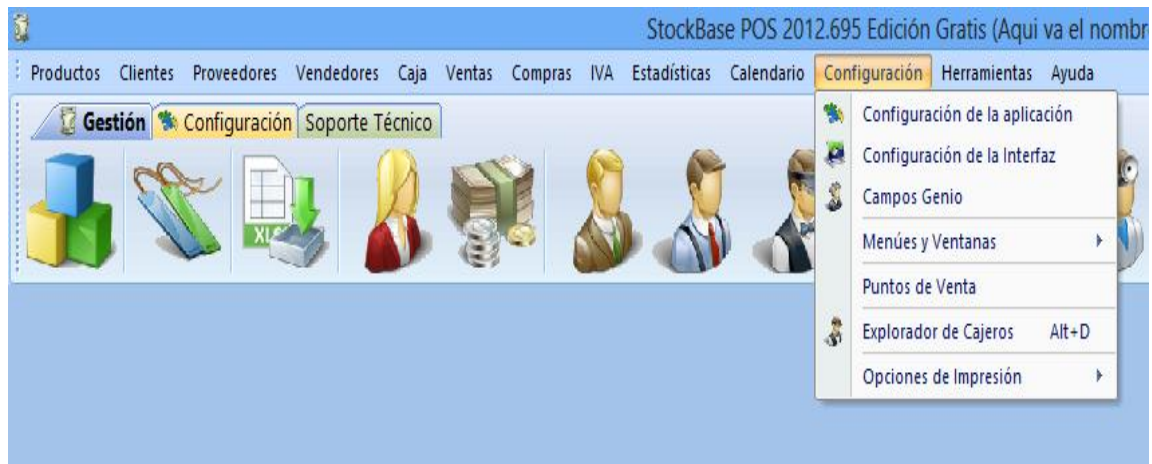 StockBase POS 2012.695 Edición Gratis (Aqui va el nombr
Productos Clientes Proveedores Vendedores Caja Ventas Compras IVA Estadísticas Calendario Configuración Herramientas Ayuda
Gestión Configuración Soporte Técnico
Configuración de la aplicación
Configuración de la Interfaz
Campos Genio
Menúes y Ventanas
Puntos de Venta
Explorador de Cajeros Alt+D
Opciones de Impresión